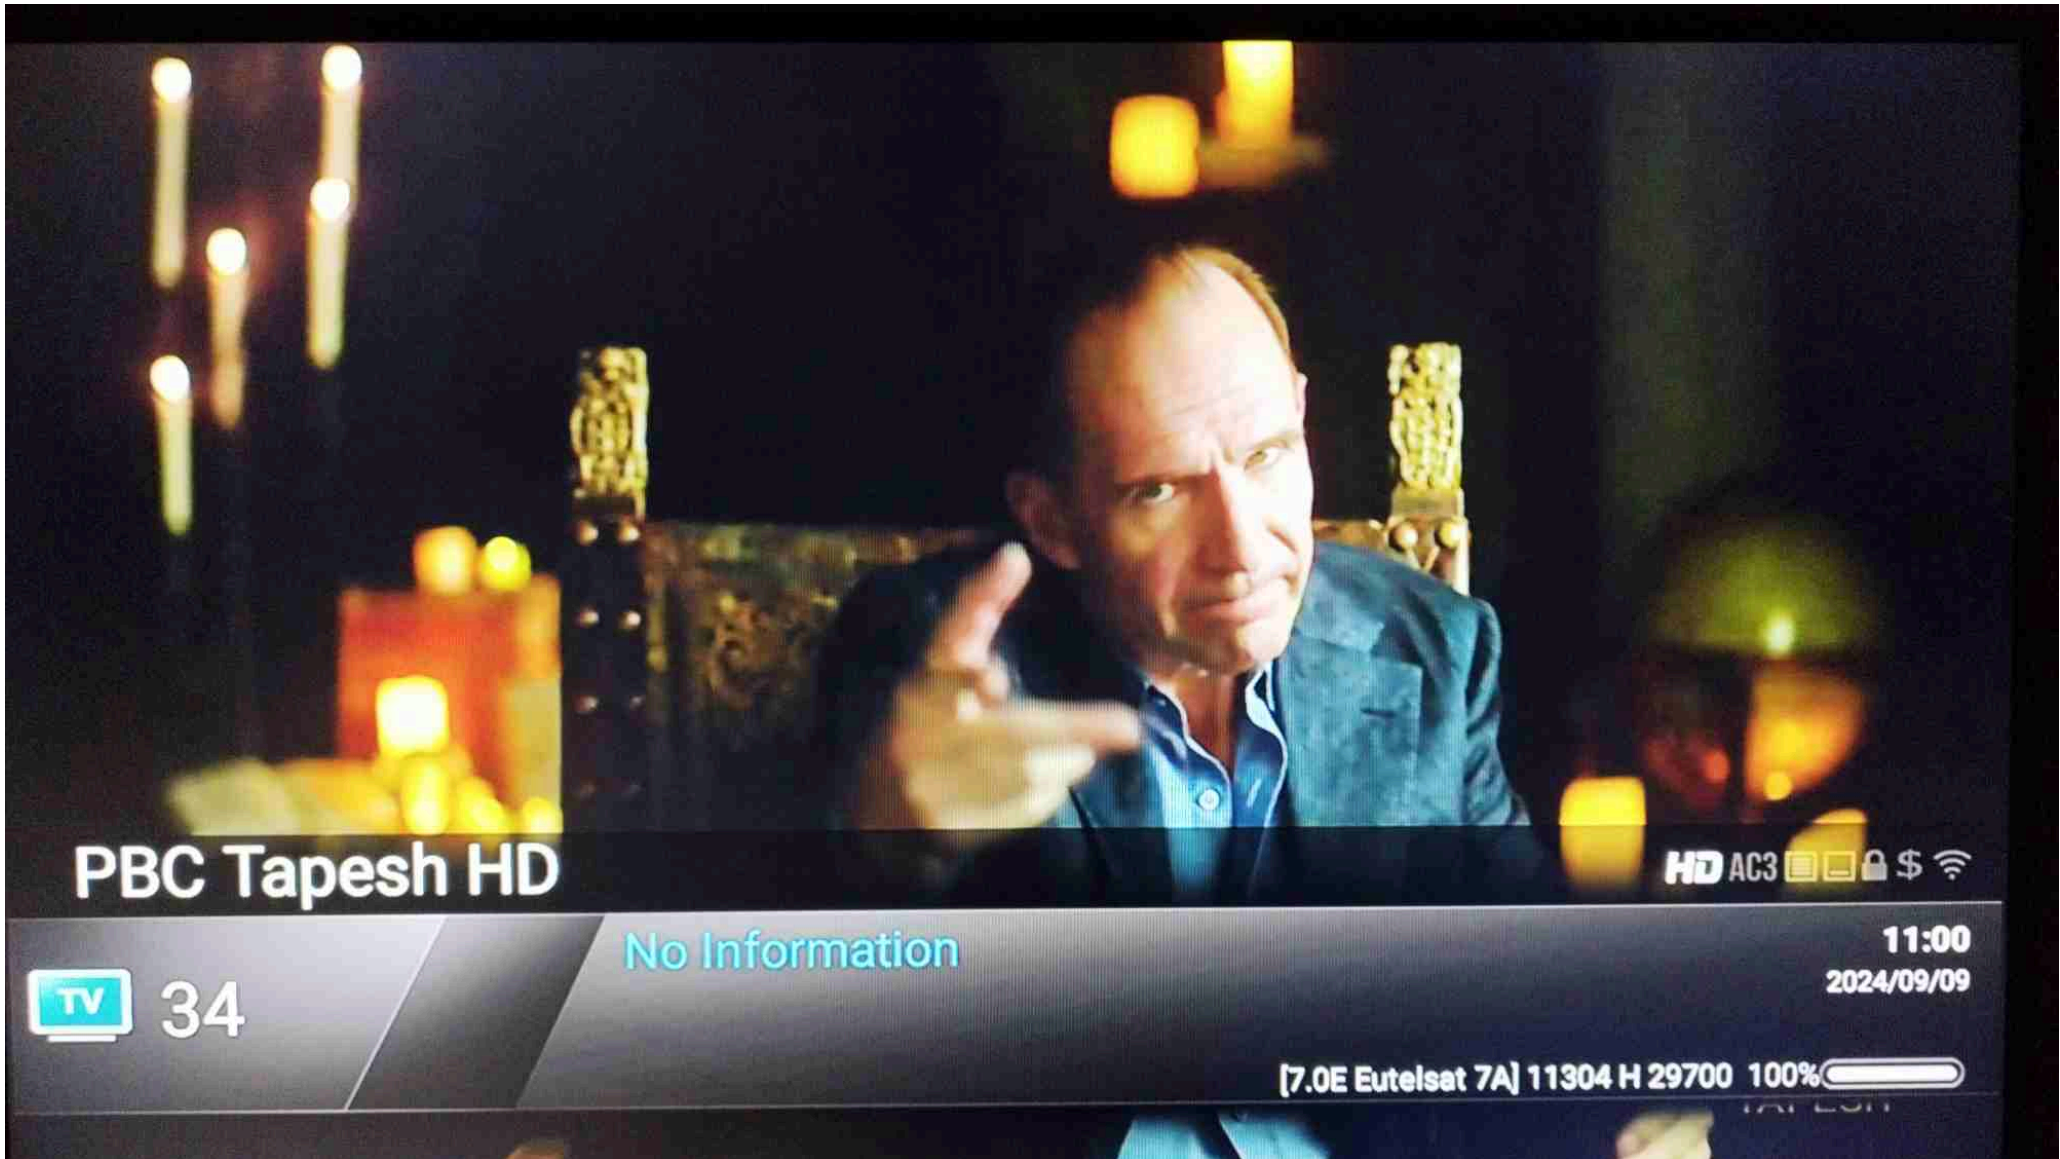 PBC Tapesh HD
HD AC3 $
No Information
11:00
TV 34
2024/09/09
[7.0E Eutelsat 7A] 11304 H 29700 100%